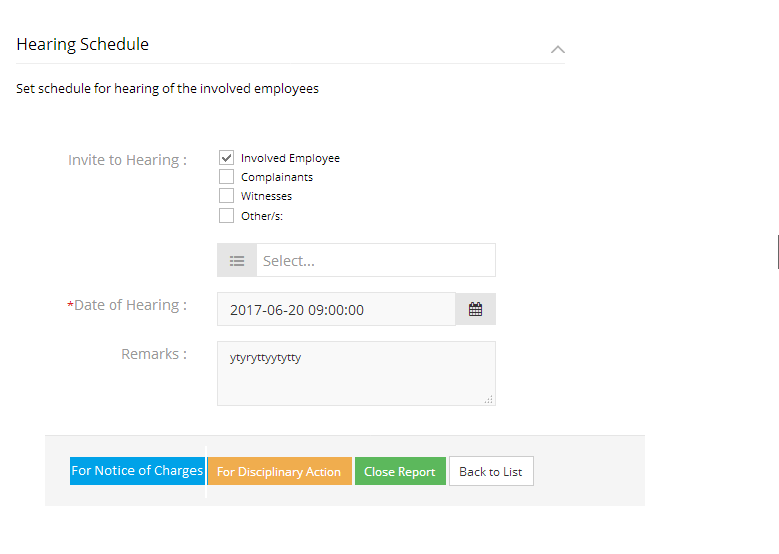 Hearing Schedule
Set schedule for hearing of the involved employees
Invite to Hearing :
Involved Employee
Complainants
Witnesses
Other/s:
Select...
*Date of Hearing :
2017-06-20 09:00:00
Remarks :
ytyryttyytytty
For Notice of Charges For Disciplinary Action Close Report Back to List